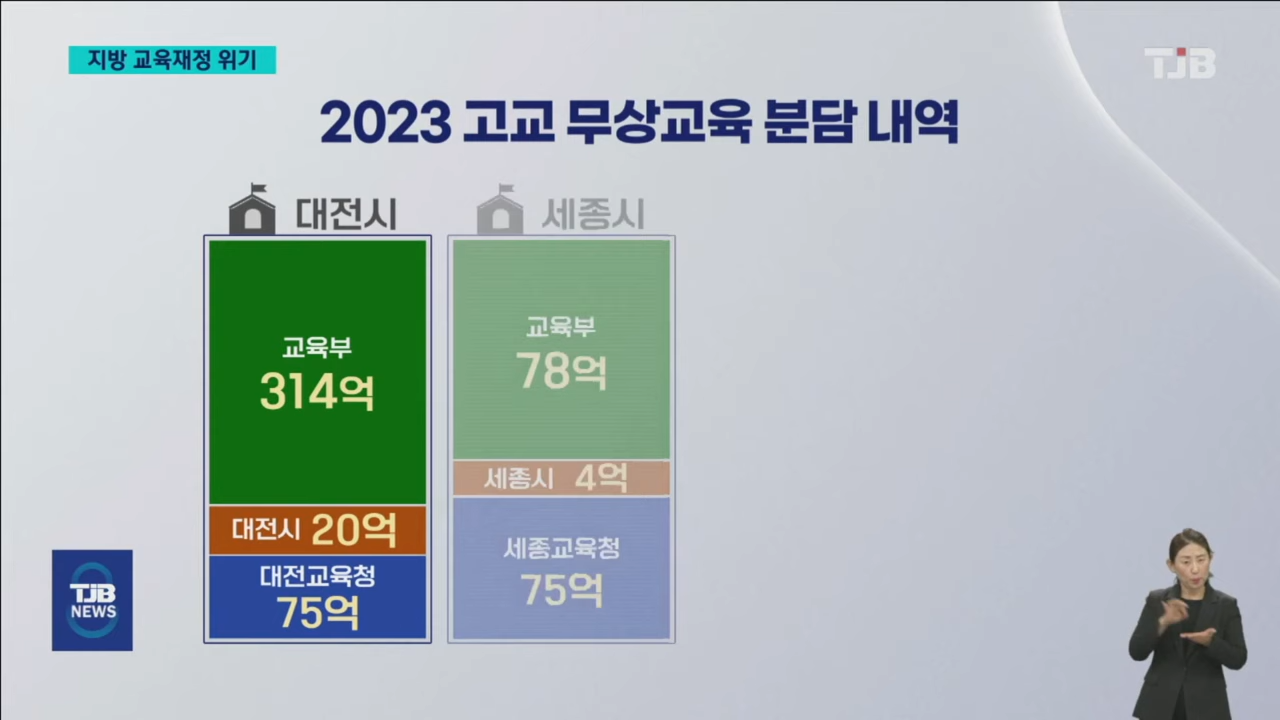 지방 교육재정 위기
TJB
2023 고교 무상교육 분담 내역
대전시
세종시
교육부
314억
대전시 20억
대전교육청
75억
교육부
78억
세종시 4억
세종교육청
75억
TJB
NEWS